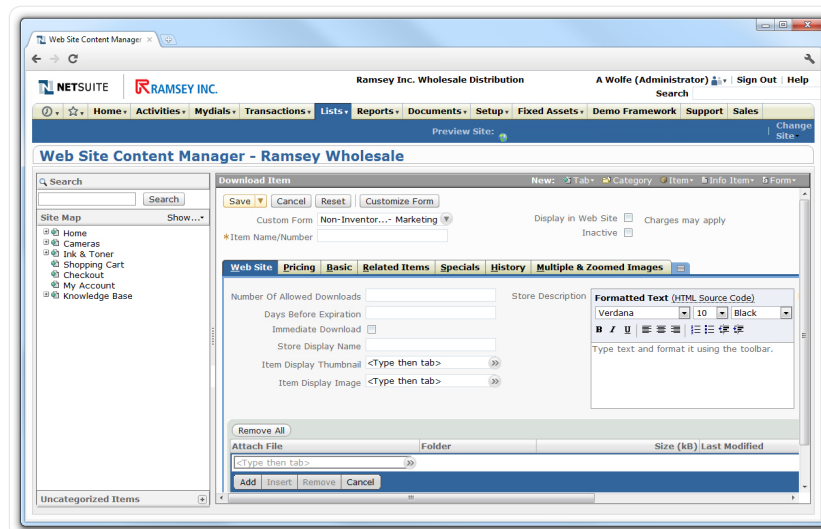 Web Site Content Manager ×
NETSUITE RAMSEY INC. Ramsey Inc. Wholesale Distribution A Wolfe (Administrator) Sign Out Help
Search
Home Activities Mydials Transactions Lists Reports Documents Setup Fixed Assets Demo Framework Support Sales
Preview Site: Change Site
Web Site Content Manager - Ramsey Wholesale
Search
Search
Site Map Show...
Home
Cameras
Ink & Toner
Shopping Cart
Checkout
My Account
Knowledge Base
Uncategorized Items
Download Item New: Tab Category Item Info Item Form
Save Cancel Reset Customize Form
Custom Form Non-Inventor...- Marketing Display in Web Site Charges may apply
*Item Name/Number Inactive
Web Site Pricing Basic Related Items Specials History Multiple & Zoomed Images
Number Of Allowed Downloads
Days Before Expiration
Immediate Download
Store Display Name
Item Display Thumbnail <Type then tab>
Item Display Image <Type then tab>
Store Description Formatted Text (HTML Source Code)
Verdana 10 Black
B I U
Type text and format it using the toolbar.
Remove All
Attach File Folder Size (kB) Last Modified
<Type then tab>
Add Insert Remove Cancel